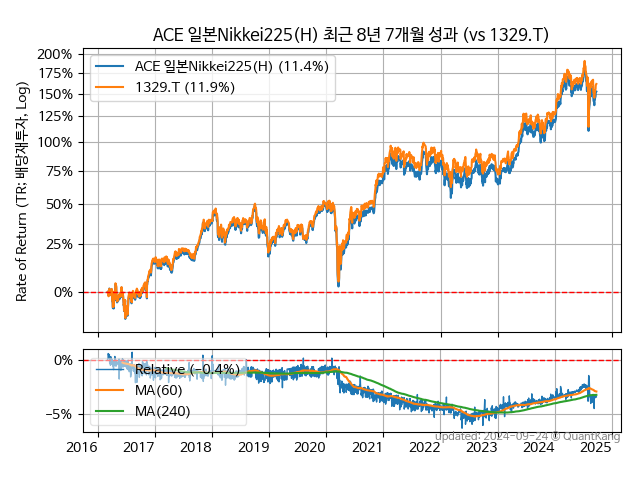 ACE 일본Nikkei225(H) 최근 8년 7개월 성과 (vs 1329.T)
200%
175%
150%
125%
100%
75%
50%
25%
0%
Rate of Return (TR: 배당재투자, Log)
ACE 일본Nikkei225(H) (11.4%)
1329.T (11.9%)
0%
−5%
Relative (−0.4%)
MA(60)
MA(240)
updated: 2024-09-24 © QuantKang
2016 2017 2018 2019 2020 2021 2022 2023 2024 2025